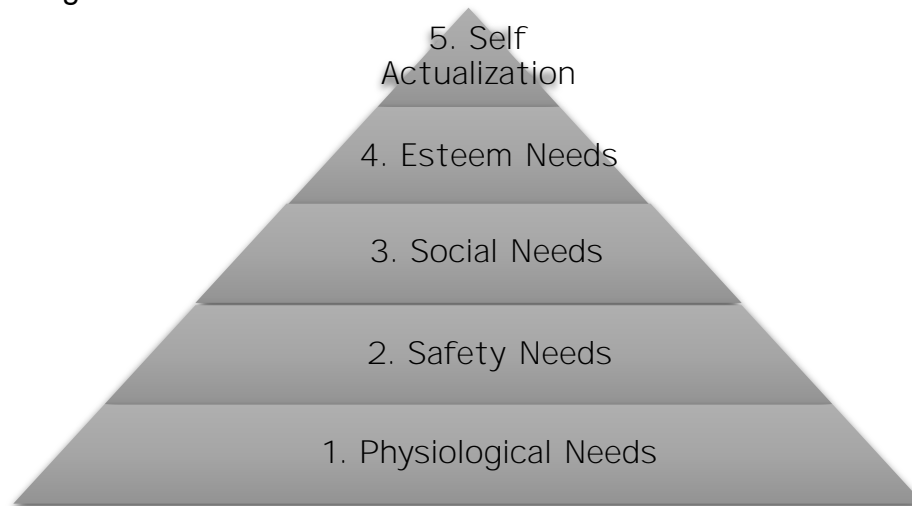 5. Self
Actualization
4. Esteem Needs
3. Social Needs
2. Safety Needs
1. Physiological Needs